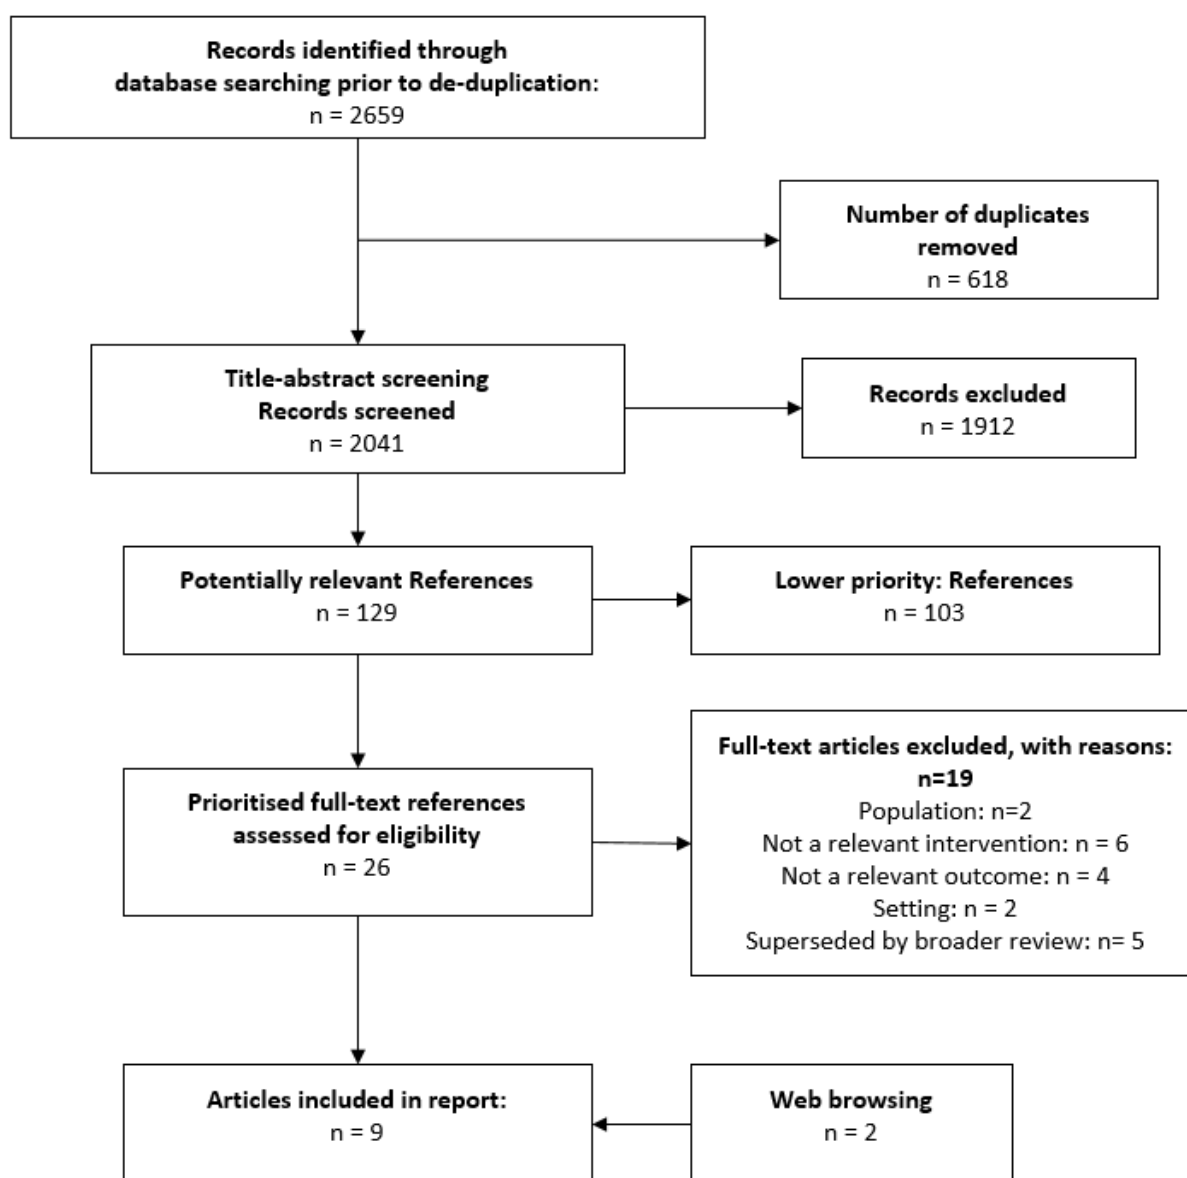 Records identified through
database searching prior to de-duplication:
n = 2659
Number of duplicates
removed
n = 618
Title-abstract screening
Records screened
n = 2041
Records excluded
n = 1912
Potentially relevant References
n = 129
Lower priority: References
n = 103
Prioritised full-text references
assessed for eligibility
n = 26
Full-text articles excluded, with reasons:
n=19
Population: n=2
Not a relevant intervention: n = 6
Not a relevant outcome: n = 4
Setting: n = 2
Superseded by broader review: n= 5
Articles included in report:
n = 9
Web browsing
n = 2